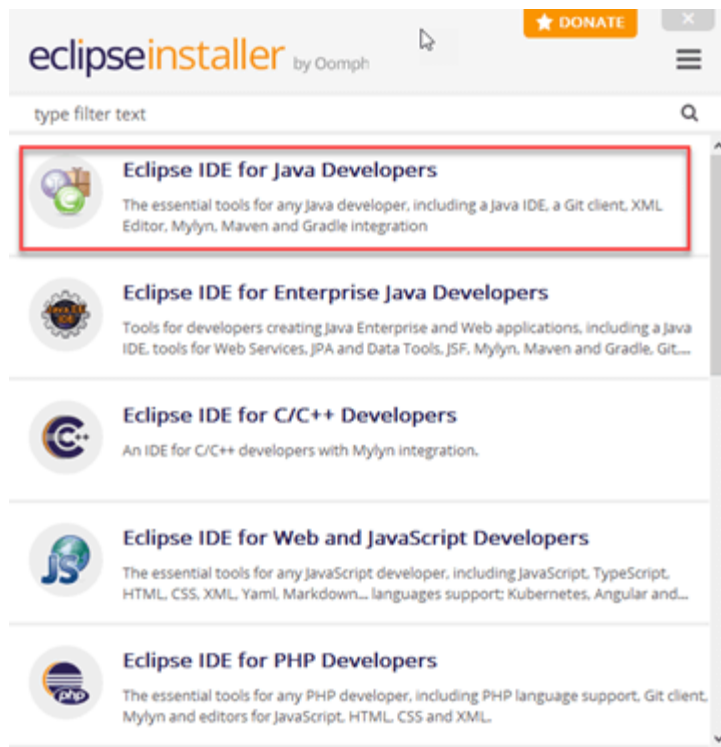 ★ DONATE
eclipseinstaller by Oomph
type filter text
Eclipse IDE for Java Developers
The essential tools for any Java developer, including a Java IDE, a Git client, XML
Editor, Mylyn, Maven and Gradle integration
Java EE
IDE
Eclipse IDE for Enterprise Java Developers
Tools for developers creating Java Enterprise and Web applications, including a Java
IDE, tools for Web Services, JPA and Data Tools, JSF, Mylyn, Maven and Gradle, Git,...
C++
Eclipse IDE for C/C++ Developers
An IDE for C/C++ developers with Mylyn integration.
JS
Eclipse IDE for Web and JavaScript Developers
The essential tools for any JavaScript developer, including JavaScript, TypeScript,
HTML, CSS, XML, Yaml, Markdown... languages support; Kubernetes, Angular and...
php
Eclipse IDE for PHP Developers
The essential tools for any PHP developer, including PHP language support, Git client,
Mylyn and editors for JavaScript, HTML, CSS and XML.